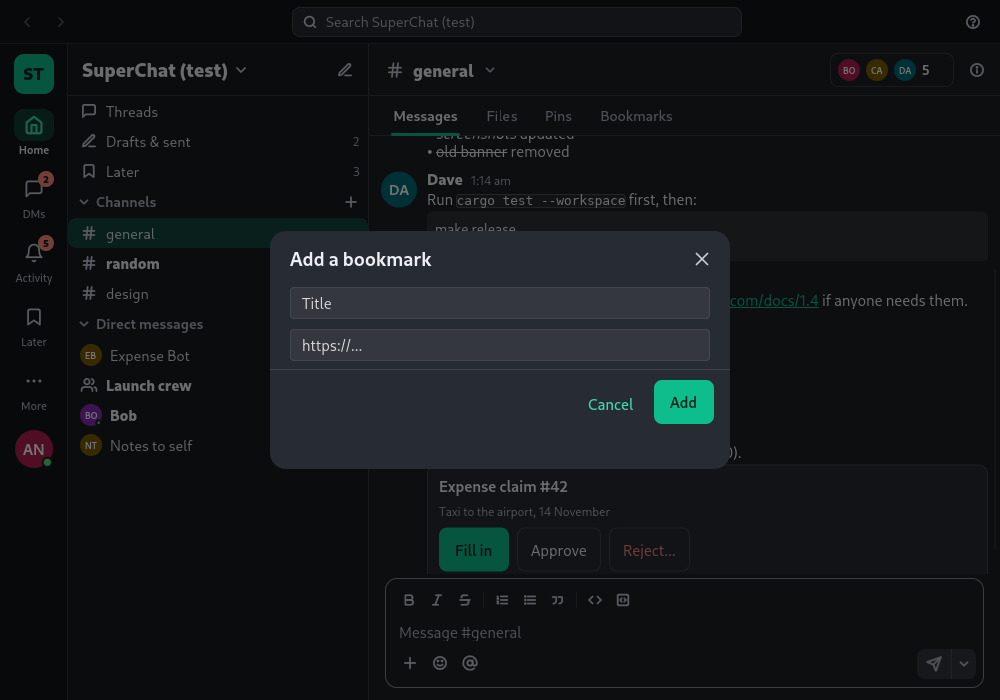 Search SuperChat (test)
ST
Home
2
DMs
5
Activity
Later
More
AN
SuperChat (test)
Threads
Drafts & sent 2
Later 3
Channels
general
random
design
Direct messages
EB Expense Bot
Launch crew
BO Bob
NT Notes to self
# general
BO CA DA 5
Messages Files Pins Bookmarks
screenshots updated
• old banner removed
DA Dave 1:14 am
Run cargo test --workspace first, then:
make release
com/docs/1.4 if anyone needs them.
Add a bookmark
Title
https://...
Cancel Add
0).
Expense claim #42
Taxi to the airport, 14 November
Fill in Approve Reject...
Message #general